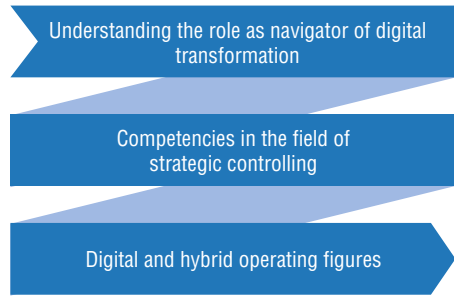 Understanding the role as navigator of digital
transformation
Competencies in the field of
strategic controlling
Digital and hybrid operating figures